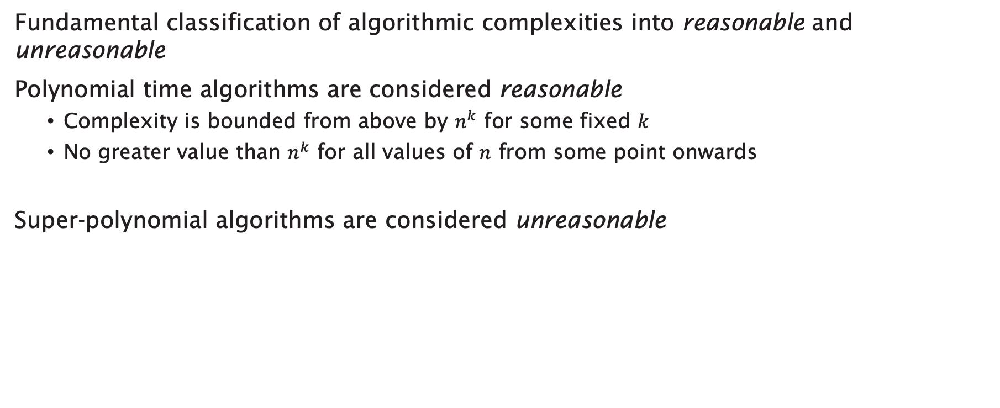 Fundamental classification of algorithmic complexities into reasonable and
unreasonable
Polynomial time algorithms are considered reasonable
• Complexity is bounded from above by n^k for some fixed k
• No greater value than n^k for all values of n from some point onwards
Super-polynomial algorithms are considered unreasonable